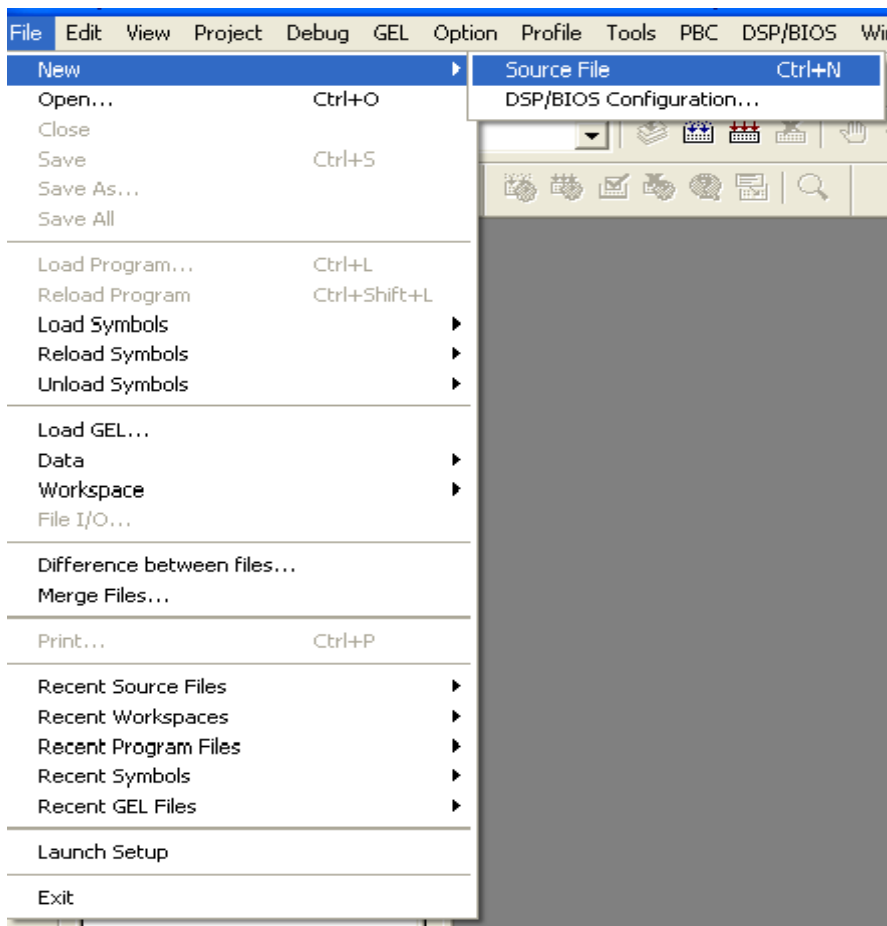 File Edit View Project Debug GEL Option Profile Tools PBC DSP/BIOS Wi
New Source File Ctrl+N
Open... Ctrl+O DSP/BIOS Configuration...
Close
Save Ctrl+S
Save As...
Save All
Load Program... Ctrl+L
Reload Program Ctrl+Shift+L
Load Symbols
Reload Symbols
Unload Symbols
Load GEL...
Data
Workspace
File I/O...
Difference between files...
Merge Files...
Print... Ctrl+P
Recent Source Files
Recent Workspaces
Recent Program Files
Recent Symbols
Recent GEL Files
Launch Setup
Exit